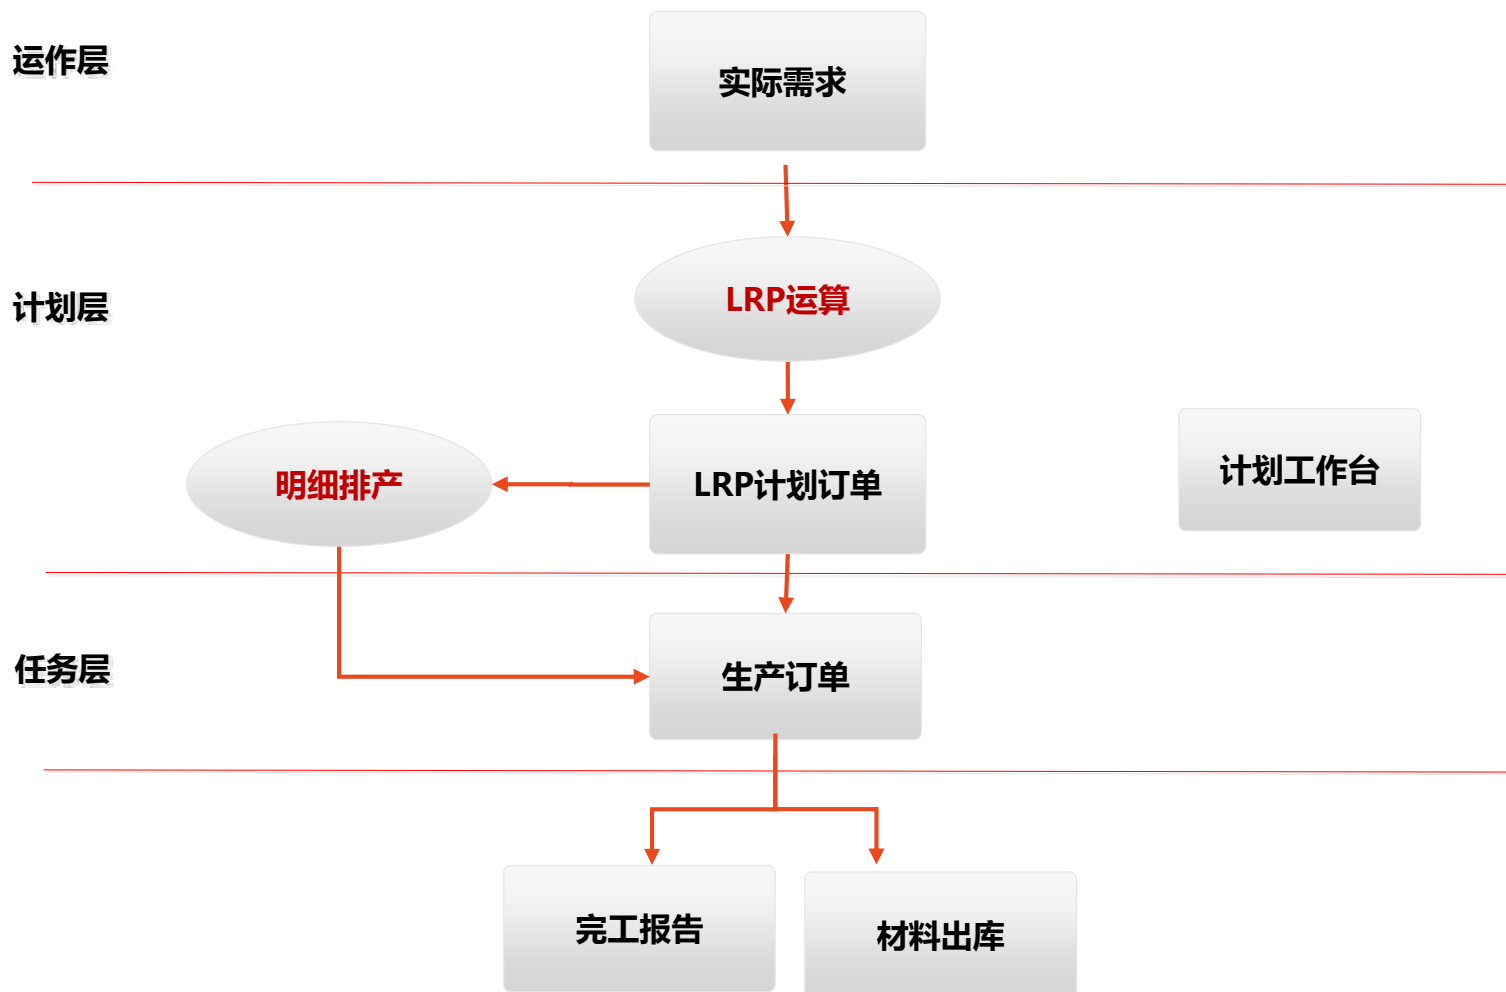 运作层
实际需求
计划层
LRP运算
明细排产
LRP计划订单
计划工作台
任务层
生产订单
完工报告
材料出库